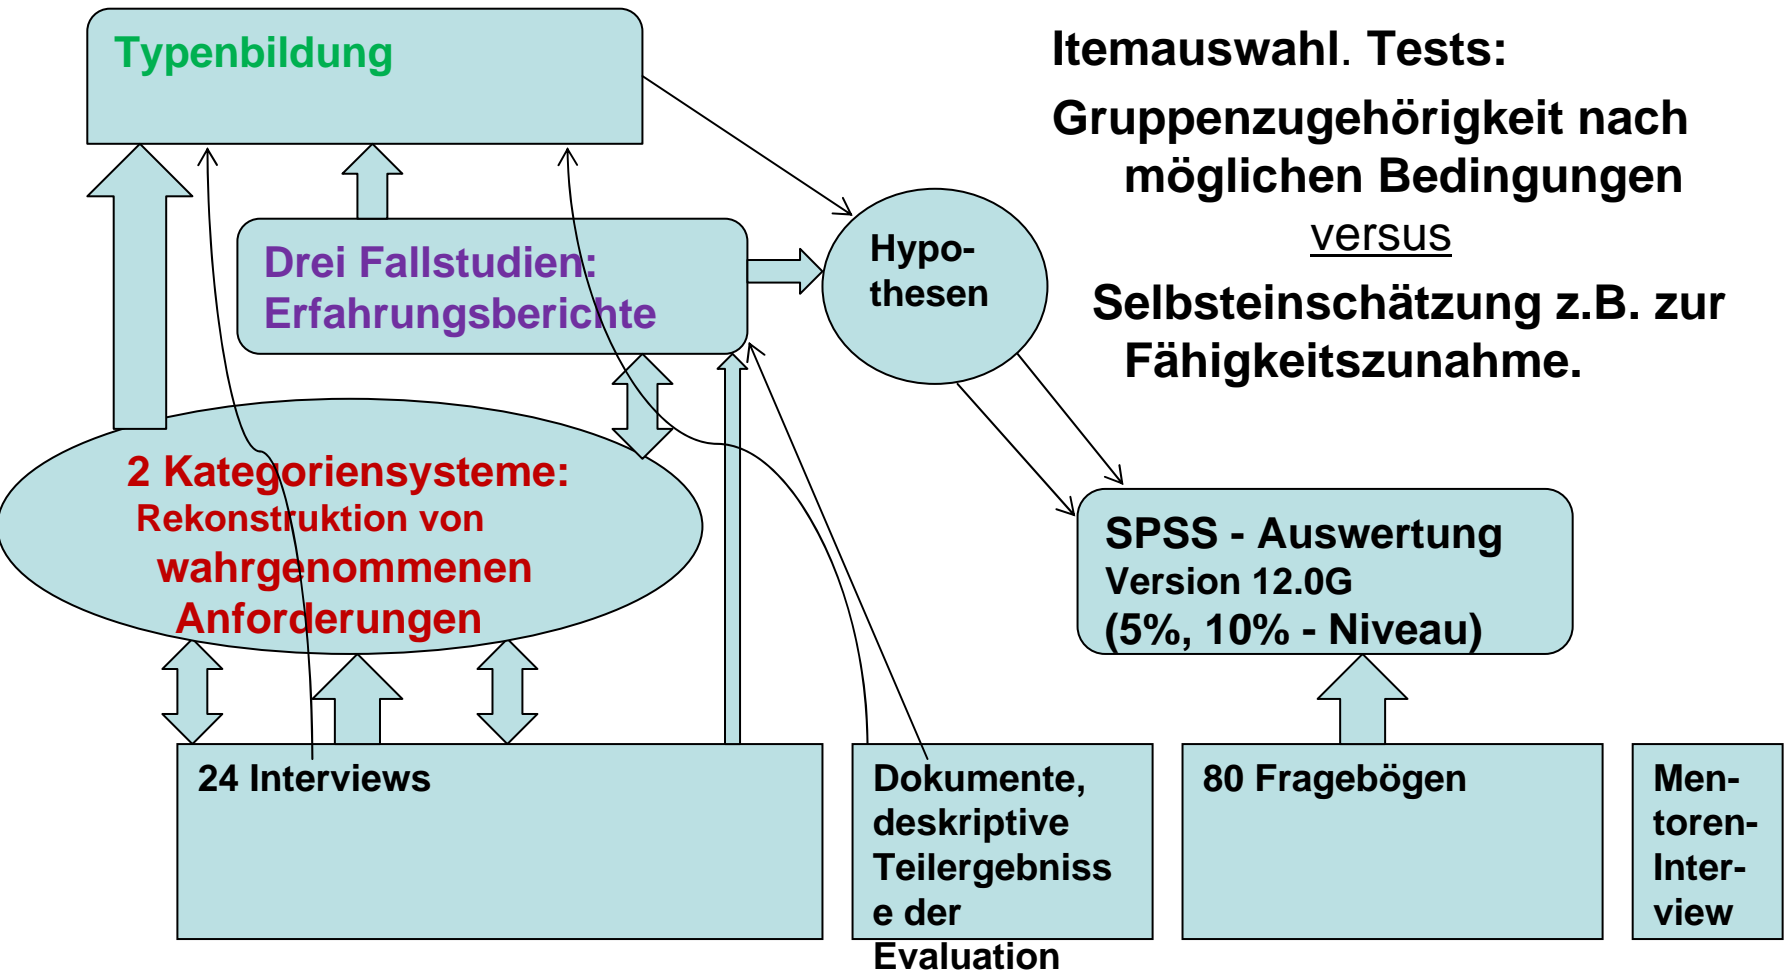 Typenbildung
Itemauswahl. Tests:
Gruppenzugehörigkeit nach
möglichen Bedingungen
versus
Selbsteinschätzung z.B. zur
Fähigkeitszunahme.
Drei Fallstudien:
Erfahrungsberichte
Hypo-
thesen
2 Kategoriensysteme:
Rekonstruktion von
wahrgenommenen
Anforderungen
SPSS - Auswertung
Version 12.0G
(5%, 10% - Niveau)
24 Interviews
Dokumente,
deskriptive
Teilergebniss
e der
Evaluation
80 Fragebögen
Men-
toren-
Inter-
view